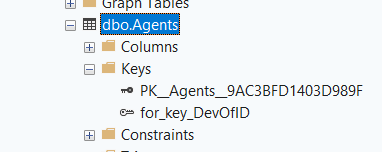 Graph Tables
dbo.Agents
Columns
Keys
PK__Agents__9AC3BFD1403D989F
for_key_DevOfID
Constraints